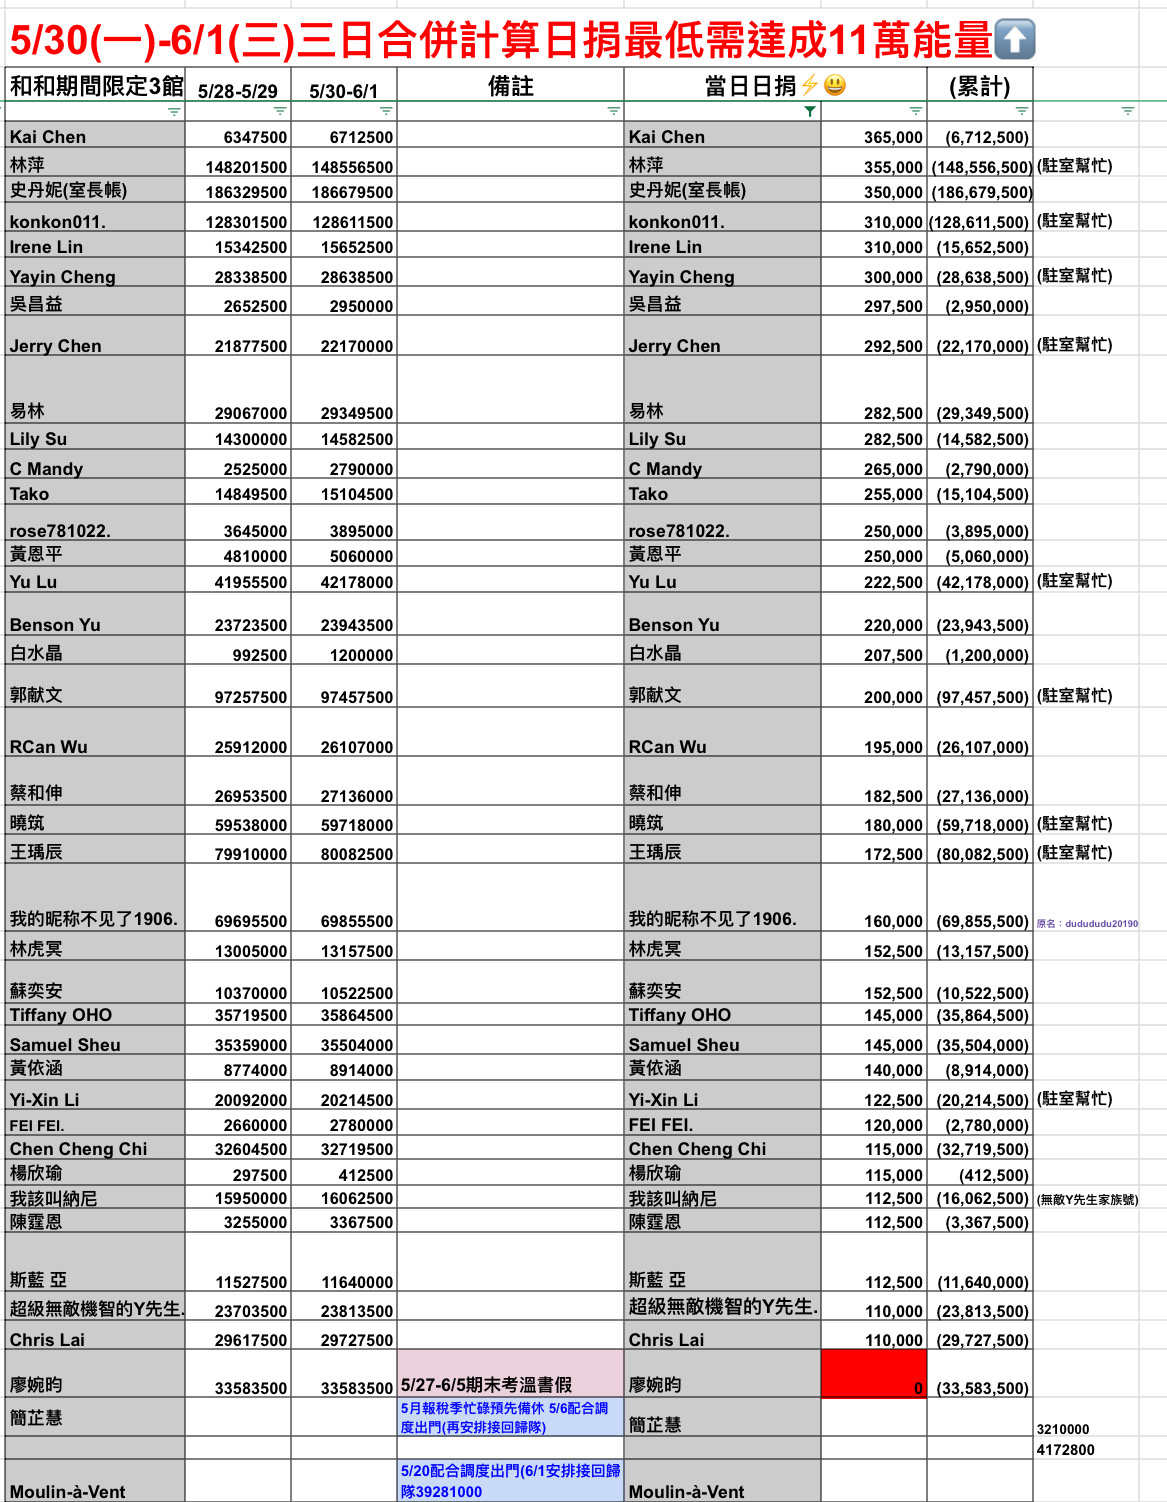 5/30(一)-6/1(三)三日合併計算日捐最低需達成11萬能量⬆️
和和期間限定3館 5/28-5/29 5/30-6/1 備註 當日日捐⚡😃 (累計)
Kai Chen 6347500 6712500 Kai Chen 365,000 (6,712,500)
林萍 148201500 148556500 林萍 355,000 (148,556,500) (駐室幫忙)
史丹妮(室長帳) 186329500 186679500 史丹妮(室長帳) 350,000 (186,679,500)
konkon011. 128301500 128611500 konkon011. 310,000 (128,611,500) (駐室幫忙)
Irene Lin 15342500 15652500 Irene Lin 310,000 (15,652,500)
Yayin Cheng 28338500 28638500 Yayin Cheng 300,000 (28,638,500) (駐室幫忙)
吳昌益 2652500 2950000 吳昌益 297,500 (2,950,000)
Jerry Chen 21877500 22170000 Jerry Chen 292,500 (22,170,000) (駐室幫忙)
易林 29067000 29349500 易林 282,500 (29,349,500)
Lily Su 14300000 14582500 Lily Su 282,500 (14,582,500)
C Mandy 2525000 2790000 C Mandy 265,000 (2,790,000)
Tako 14849500 15104500 Tako 255,000 (15,104,500)
rose781022. 3645000 3895000 rose781022. 250,000 (3,895,000)
黃恩平 4810000 5060000 黃恩平 250,000 (5,060,000)
Yu Lu 41955500 42178000 Yu Lu 222,500 (42,178,000) (駐室幫忙)
Benson Yu 23723500 23943500 Benson Yu 220,000 (23,943,500)
白水晶 992500 1200000 白水晶 207,500 (1,200,000)
郭献文 97257500 97457500 郭献文 200,000 (97,457,500) (駐室幫忙)
RCan Wu 25912000 26107000 RCan Wu 195,000 (26,107,000)
蔡和伸 26953500 27136000 蔡和伸 182,500 (27,136,000)
曉筑 59538000 59718000 曉筑 180,000 (59,718,000) (駐室幫忙)
王瑀辰 79910000 80082500 王瑀辰 172,500 (80,082,500) (駐室幫忙)
我的昵称不见了1906. 69695500 69855500 我的昵称不见了1906. 160,000 (69,855,500) 原名：dudududu20190
林虎冥 13005000 13157500 林虎冥 152,500 (13,157,500)
蘇奕安 10370000 10522500 蘇奕安 152,500 (10,522,500)
Tiffany OHO 35719500 35864500 Tiffany OHO 145,000 (35,864,500)
Samuel Sheu 35359000 35504000 Samuel Sheu 145,000 (35,504,000)
黃依涵 8774000 8914000 黃依涵 140,000 (8,914,000)
Yi-Xin Li 20092000 20214500 Yi-Xin Li 122,500 (20,214,500) (駐室幫忙)
FEI FEI. 2660000 2780000 FEI FEI. 120,000 (2,780,000)
Chen Cheng Chi 32604500 32719500 Chen Cheng Chi 115,000 (32,719,500)
楊欣瑜 297500 412500 楊欣瑜 115,000 (412,500)
我該叫納尼 15950000 16062500 我該叫納尼 112,500 (16,062,500) (無敵Y先生家族號)
陳霆恩 3255000 3367500 陳霆恩 112,500 (3,367,500)
斯藍 亞 11527500 11640000 斯藍 亞 112,500 (11,640,000)
超級無敵機智的Y先生. 23703500 23813500 超級無敵機智的Y先生. 110,000 (23,813,500)
Chris Lai 29617500 29727500 Chris Lai 110,000 (29,727,500)
廖婉昀 33583500 33583500 5/27-6/5期末考溫書假 廖婉昀 0 (33,583,500)
簡芷慧 5月報稅季忙碌預先備休 5/6配合調
度出門(再安排接回歸隊) 簡芷慧 3210000
4172800
5/20配合調度出門(6/1安排接回歸
Moulin-à-Vent 隊39281000 Moulin-à-Vent